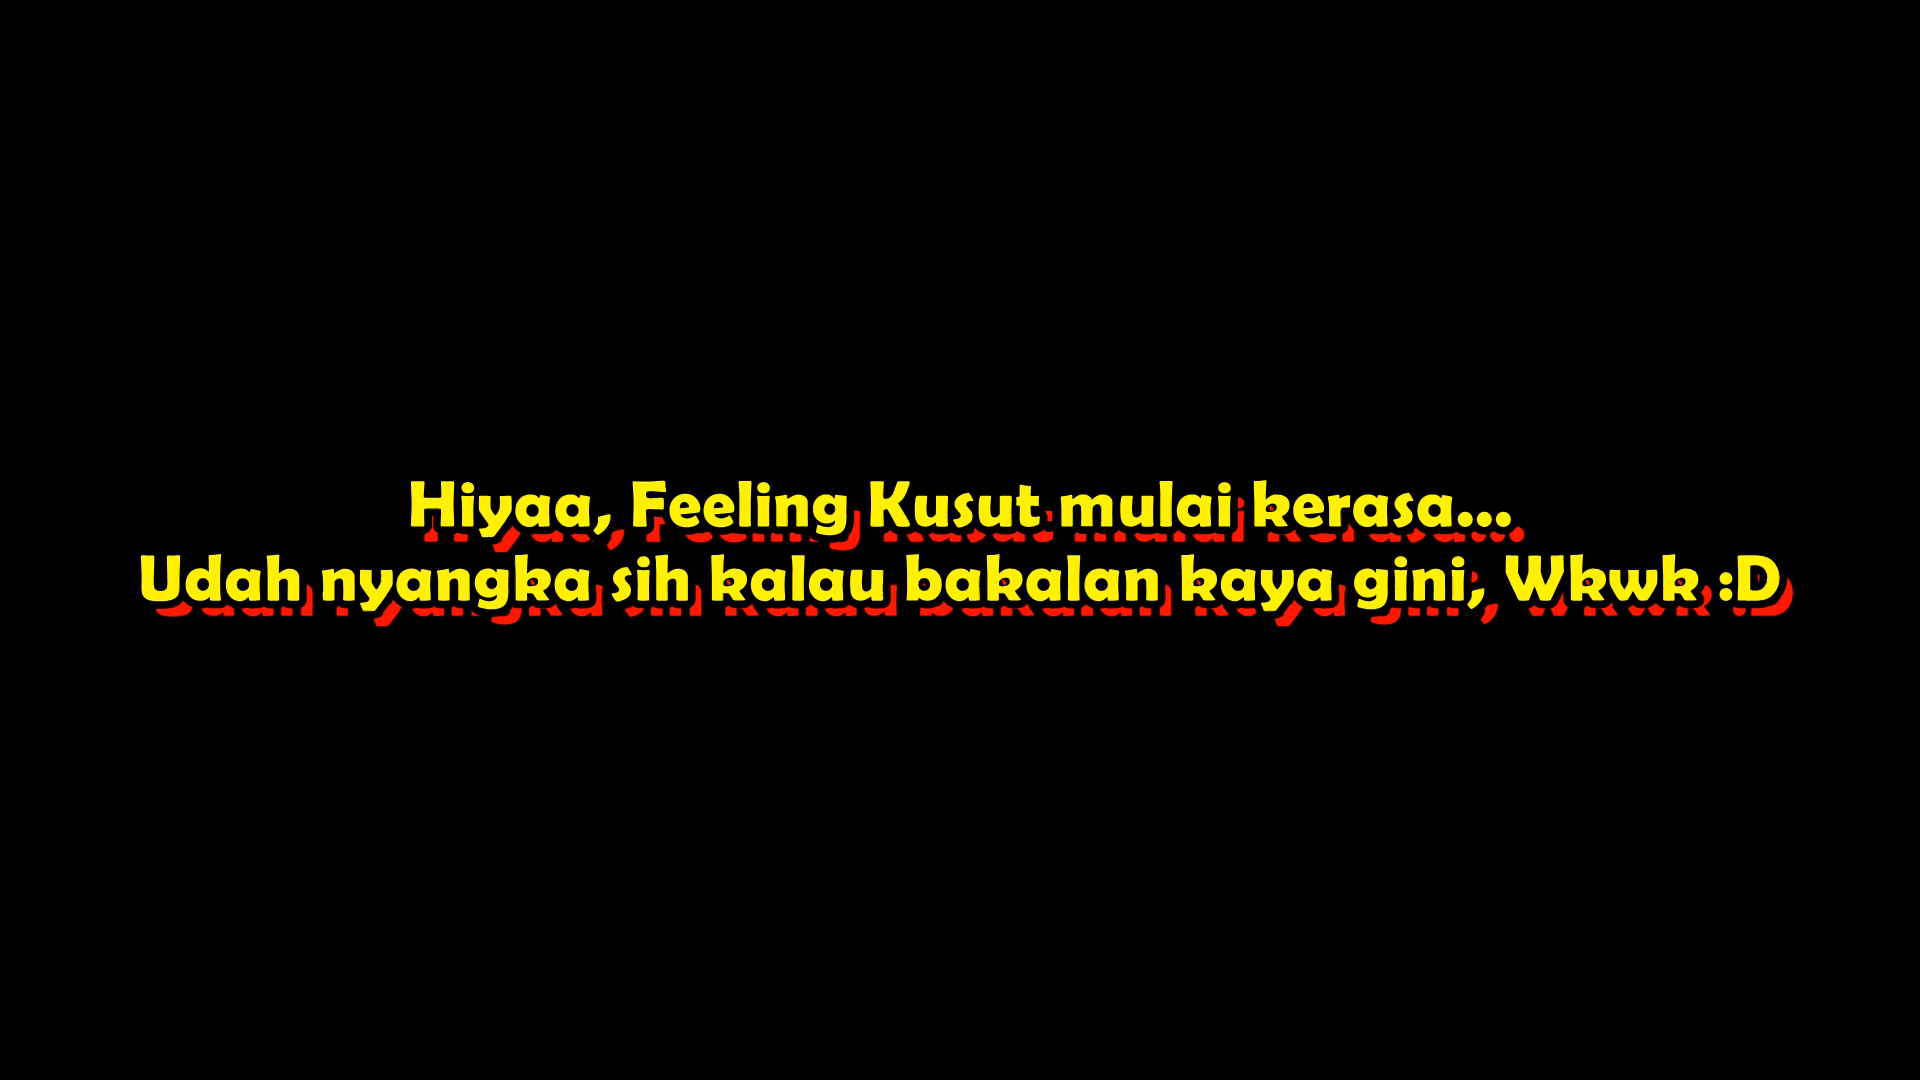 Hiyaa, Feeling Kusut mulai kerasa...
Udah nyangka sih kalau bakalan kaya gini, Wkwk :D